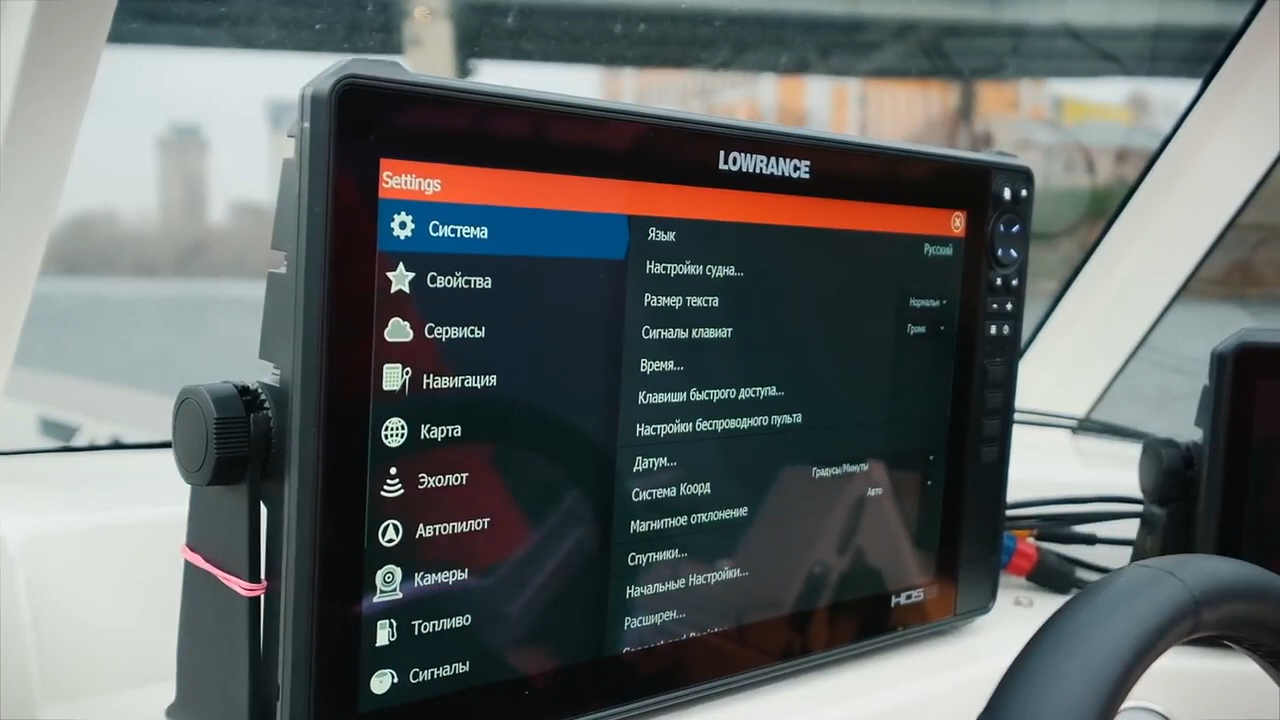 LOWRANCE
Settings
Система
Свойства
Сервисы
Навигация
Карта
Эхолот
Автопилот
Камеры
Топливо
Сигналы
Язык Русский
Настройки судна...
Размер текста Нормальн
Сигналы клавиат Громк
Время...
Клавиши быстрого доступа...
Настройки беспроводного пульта
Датум...
Система Коорд Градусы/Минуты
Магнитное отклонение Авто
Спутники...
Начальные Настройки...
Расширен...
HDS